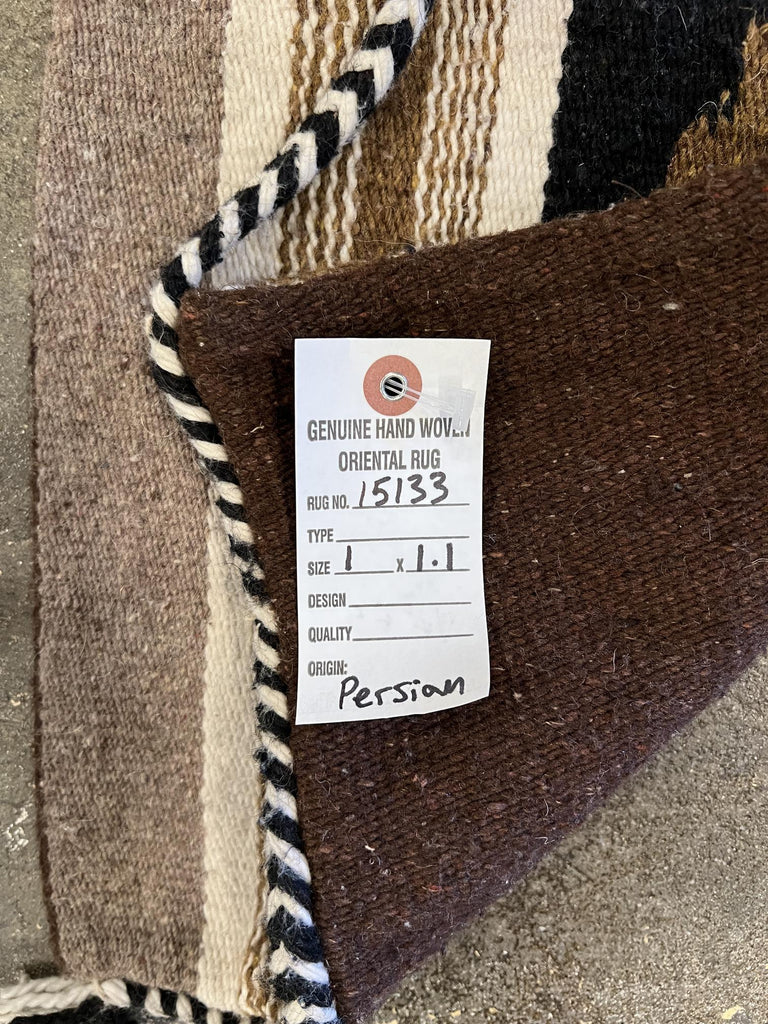 GENUINE HAND WOVEN
ORIENTAL RUG
RUG NO. 15133
TYPE
SIZE 1 x 1.1
DESIGN
QUALITY
ORIGIN:
Persian